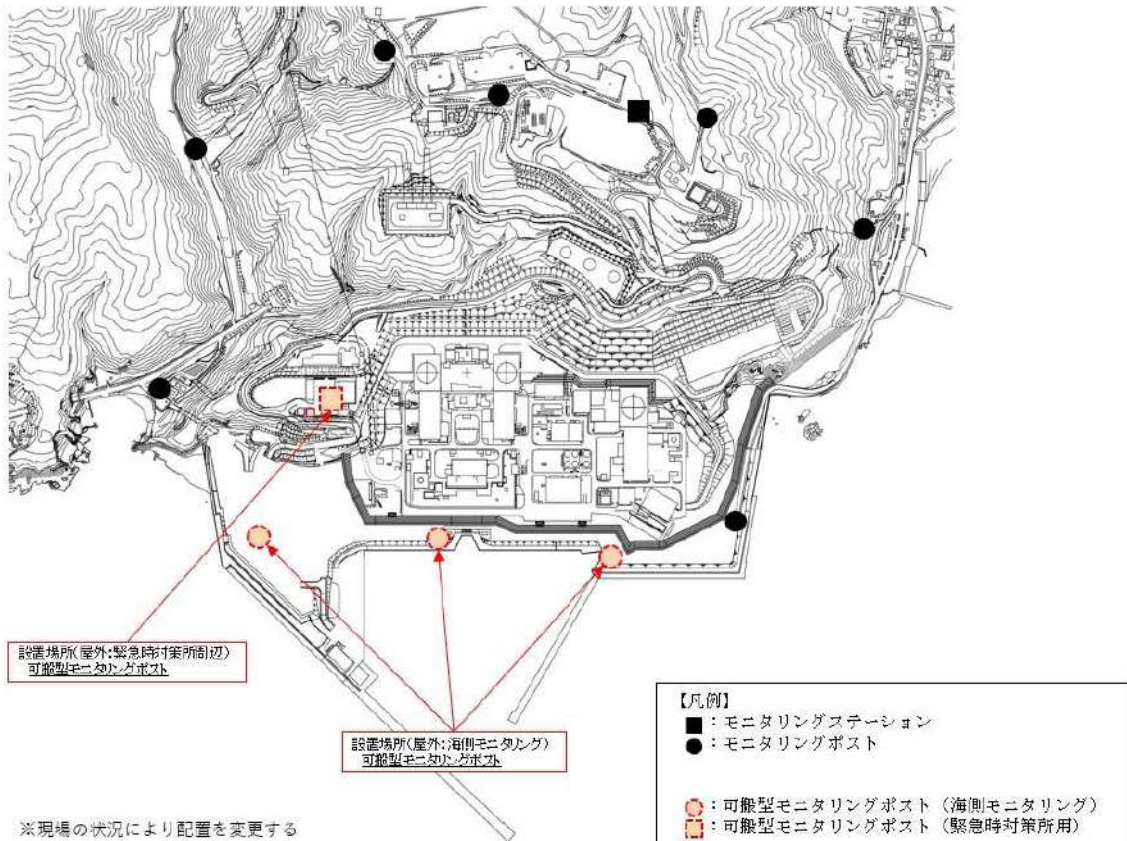 設置場所(屋外:緊急時対策所周辺)
可搬型モニタリングポスト
設置場所(屋外:海側モニタリング)
可搬型モニタリングポスト
※現場の状況により配置を変更する
【凡例】
■:モニタリングステーション
●:モニタリングポスト
:可搬型モニタリングポスト(海側モニタリング)
:可搬型モニタリングポスト(緊急時対策所用)